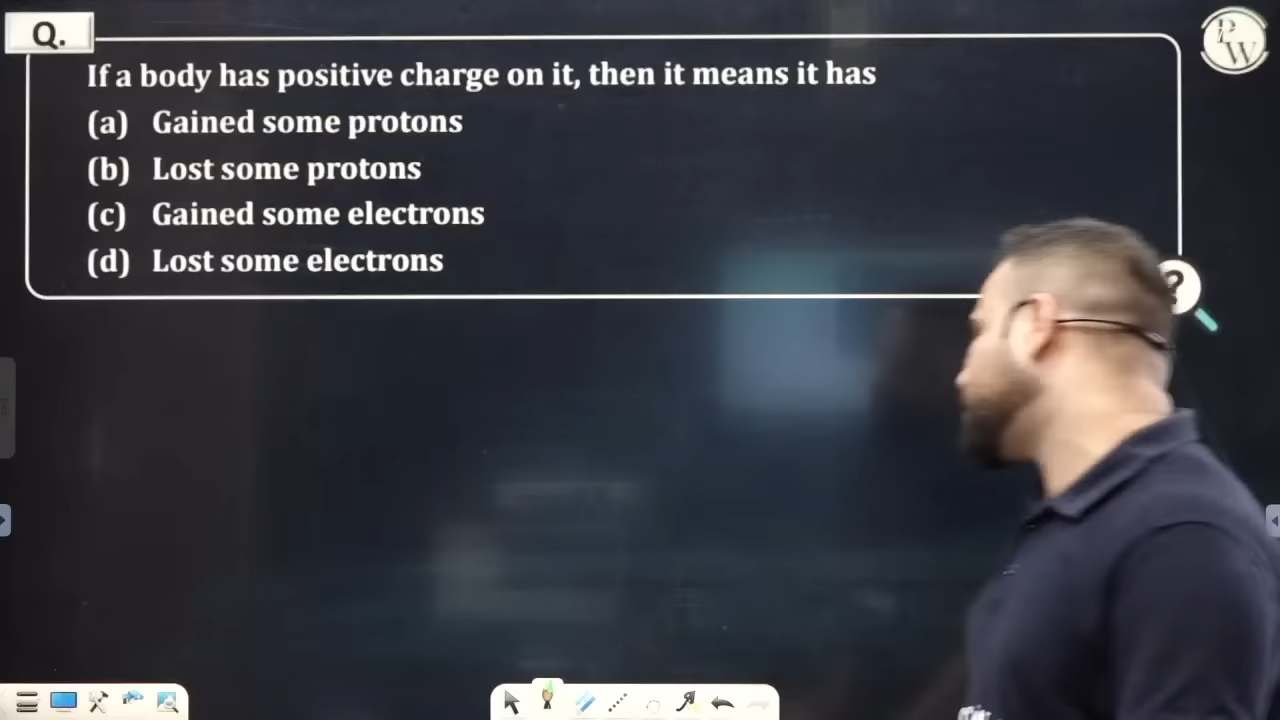 Q.
PW
If a body has positive charge on it, then it means it has
(a) Gained some protons
(b) Lost some protons
(c) Gained some electrons
(d) Lost some electrons
?